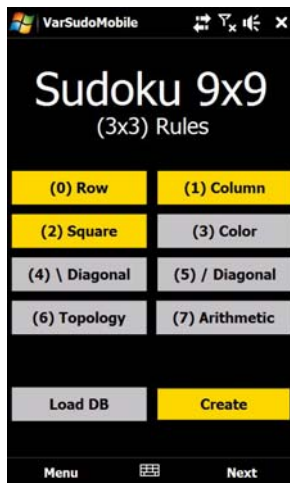 VarSudoMobile
Sudoku 9x9
(3x3) Rules
(0) Row (1) Column
(2) Square (3) Color
(4) \ Diagonal (5) / Diagonal
(6) Topology (7) Arithmetic
Load DB Create
Menu Next